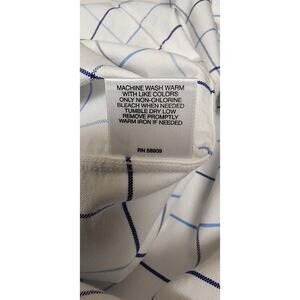 MACHINE WASH WARM
WITH LIKE COLORS
ONLY NON-CHLORINE
BLEACH WHEN NEEDED
TUMBLE DRY LOW
REMOVE PROMPTLY
WARM IRON IF NEEDED
RN 58909